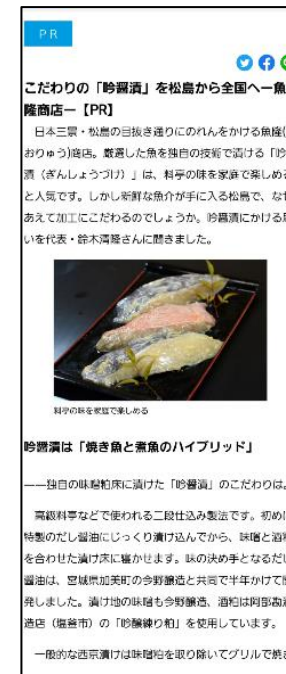 PR
こだわりの「吟醤漬」を松島から全国へー魚
隆商店ー【PR】
日本三景・松島の目抜き通りにのれんをかける魚隆(
おりゅう)商店。厳選した魚を独自の技術で漬ける「吟
漬（ぎんしょうづけ）」は、料亭の味を家庭で楽しめる
と人気です。しかし新鮮な魚介が手に入る松島で、なぜ
あえて加工にこだわるのでしょうか。吟醤漬にかける思
いを代表・鈴木清隆さんに聞きました。
料亭の味を家庭で楽しめる
吟醤漬は「焼き魚と煮魚のハイブリッド」
――独自の味噌粕床に漬けた「吟醤漬」のこだわりは。
高級料亭などで使われる二段仕込み製法です。初めに
特製のだし醤油にじっくり漬け込んでから、味噌と酒粕
を合わせた漬け床に寝かせます。味の決め手となるだし
醤油は、宮城県加美町の今野醸造と共同で半年かけて開
発しました。漬け地の味噌も今野醸造、酒粕は阿部勘酒
造店（塩釜市）の「吟醸練り粕」を使用しています。
一般的な西京漬けは味噌粕を取り除いてグリルで焼き